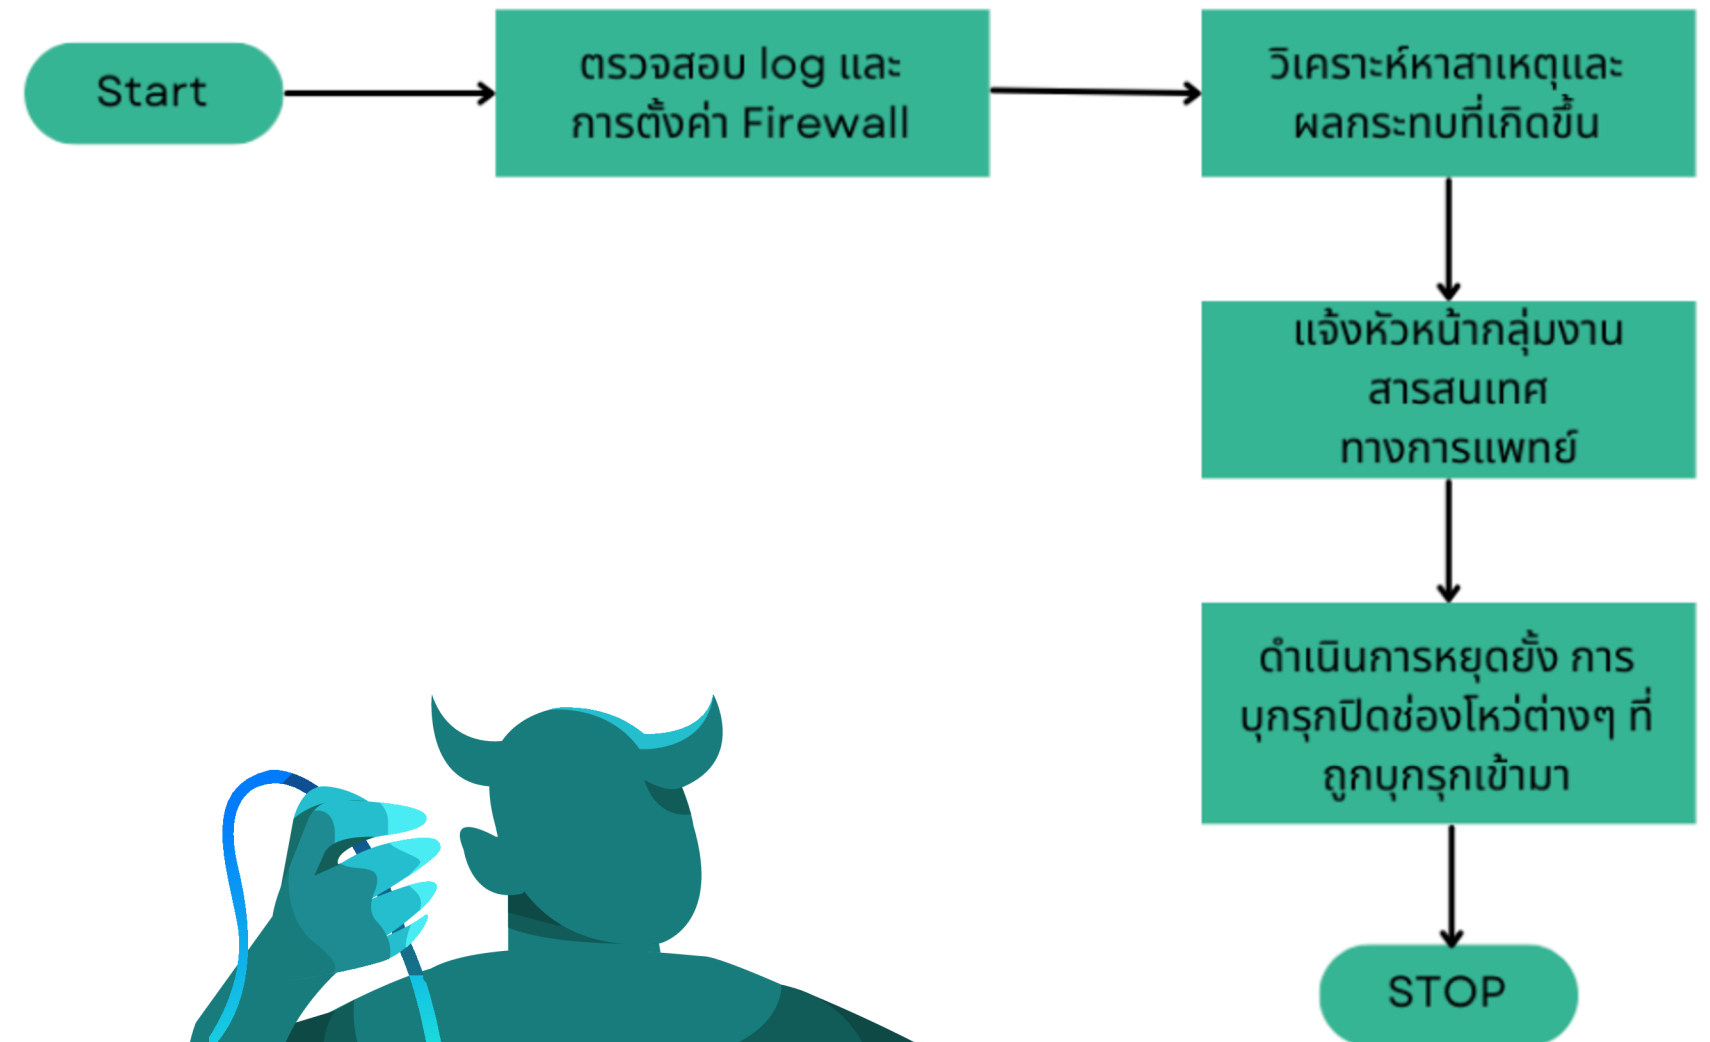 Start
ตรวจสอบ log และ
การตั้งค่า Firewall
วิเคราะห์หาสาเหตุและ
ผลกระทบที่เกิดขึ้น
แจ้งหัวหน้ากลุ่มงาน
สารสนเทศ
ทางการแพทย์
ดำเนินการหยุดยั้ง การ
บุกรุกปิดช่องโหว่ต่างๆ ที่
ถูกบุกรุกเข้ามา
STOP